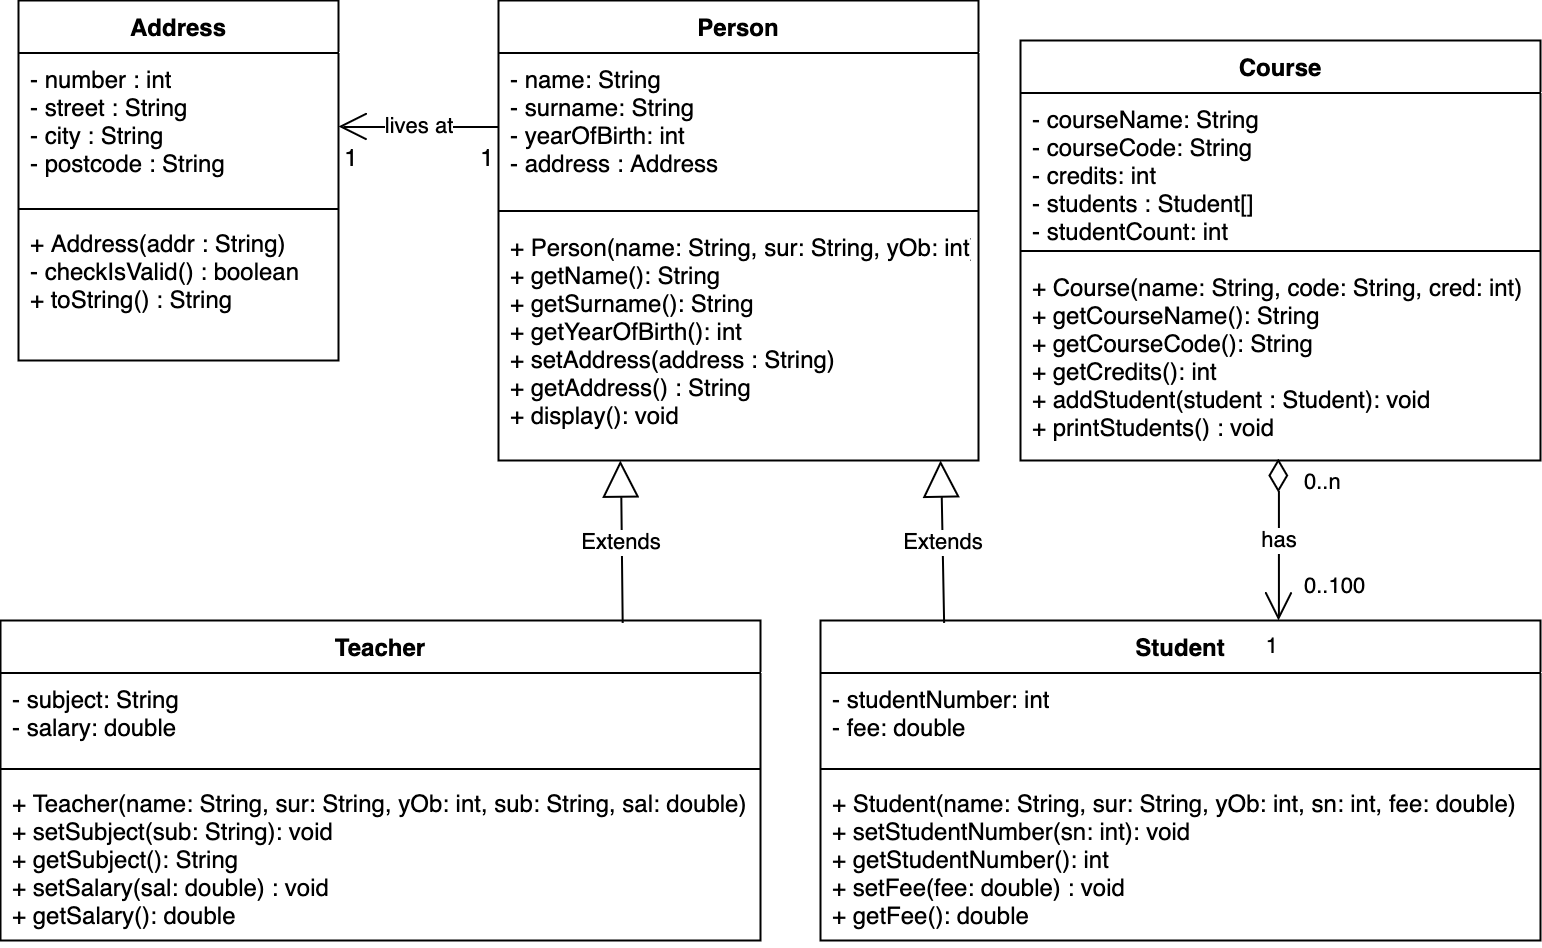 Address
- number : int
- street : String
- city : String
- postcode : String
+ Address(addr : String)
- checkIsValid() : boolean
+ toString() : String
lives at
1
1
Person
- name: String
- surname: String
- yearOfBirth: int
- address : Address
+ Person(name: String, sur: String, yOb: int
+ getName(): String
+ getSurname(): String
+ getYearOfBirth(): int
+ setAddress(address : String)
+ getAddress() : String
+ display(): void
Course
- courseName: String
- courseCode: String
- credits: int
- students : Student[]
- studentCount: int
+ Course(name: String, code: String, cred: int)
+ getCourseName(): String
+ getCourseCode(): String
+ getCredits(): int
+ addStudent(student : Student): void
+ printStudents() : void
Extends
Extends
0..n
has
0..100
Teacher
- subject: String
- salary: double
+ Teacher(name: String, sur: String, yOb: int, sub: String, sal: double)
+ setSubject(sub: String): void
+ getSubject(): String
+ setSalary(sal: double) : void
+ getSalary(): double
Student
1
- studentNumber: int
- fee: double
+ Student(name: String, sur: String, yOb: int, sn: int, fee: double)
+ setStudentNumber(sn: int): void
+ getStudentNumber(): int
+ setFee(fee: double) : void
+ getFee(): double